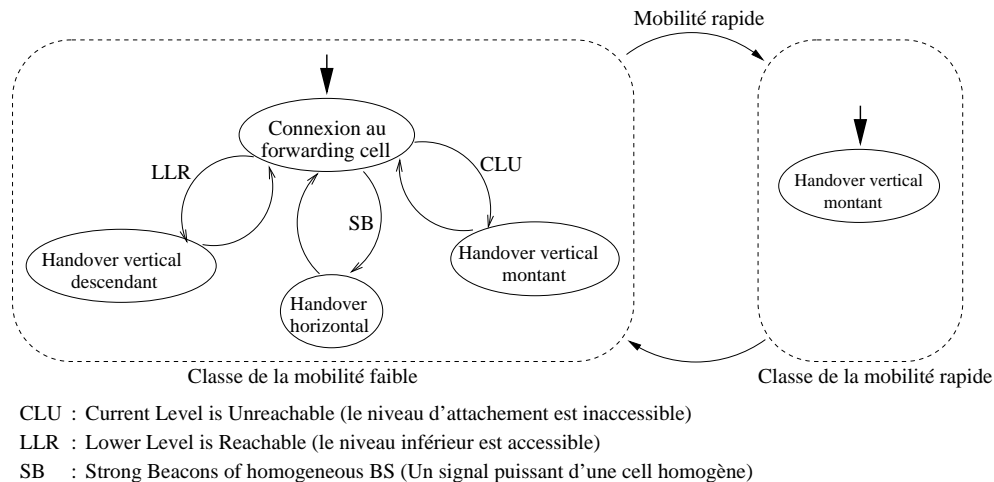 Mobilité rapide
Connexion au
forwarding cell
LLR
CLU
SB
Handover vertical
descendant
Handover
horizontal
Handover vertical
montant
Handover vertical
montant
Classe de la mobilité faible
Classe de la mobilité rapide
CLU : Current Level is Unreachable (le niveau d'attachement est inaccessible)
LLR : Lower Level is Reachable (le niveau inférieur est accessible)
SB : Strong Beacons of homogeneous BS (Un signal puissant d'une cell homogène)